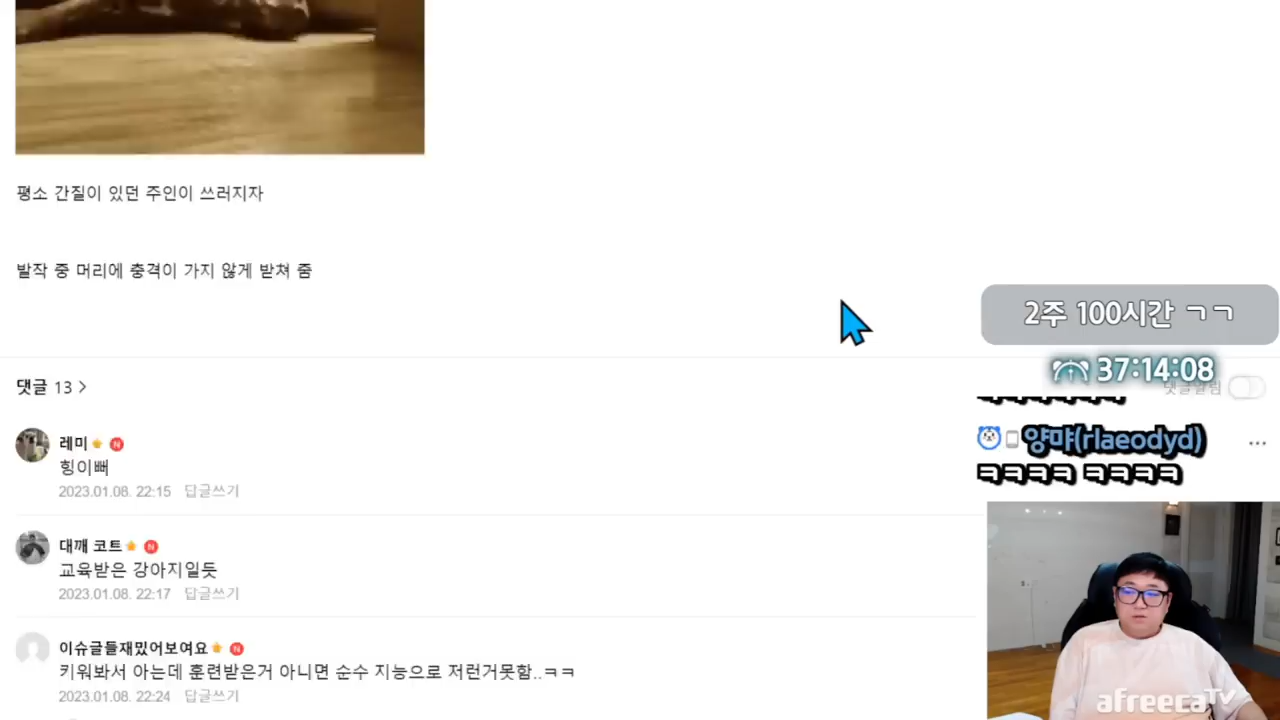 평소 간질이 있던 주인이 쓰러지자
발작 중 머리에 충격이 가지 않게 받쳐 줌
2주 100시간 ㄱㄱ
37:14:08
댓글 13 >
댓글알림
레미 N
힝이뻐
2023.01.08. 22:15 답글쓰기
양먀(rlaeodyd)
ㅋㅋㅋㅋ ㅋㅋㅋㅋ
대깨 코트 N
교육받은 강아지일듯
2023.01.08. 22:17 답글쓰기
이슈글들재밌어보여요 N
키워봐서 아는데 훈련받은거 아니면 순수 지능으로 저런거못함..ㅋㅋ
2023.01.08. 22:24 답글쓰기
afreecaTV